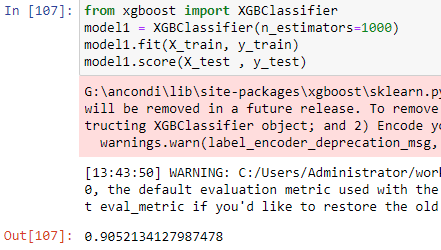 In [107]: from xgboost import XGBClassifier
model1 = XGBClassifier(n_estimators=1000)
model1.fit(X_train, y_train)
model1.score(X_test , y_test)
G:\ancondi\lib\site-packages\xgboost\sklearn.py
will be removed in a future release. To remove
tructing XGBClassifier object; and 2) Encode yo
warnings.warn(label_encoder_deprecation_msg,
[13:43:50] WARNING: C:/Users/Administrator/wor
0, the default evaluation metric used with the
t eval_metric if you'd like to restore the old
Out[107]: 0.9052134127987478